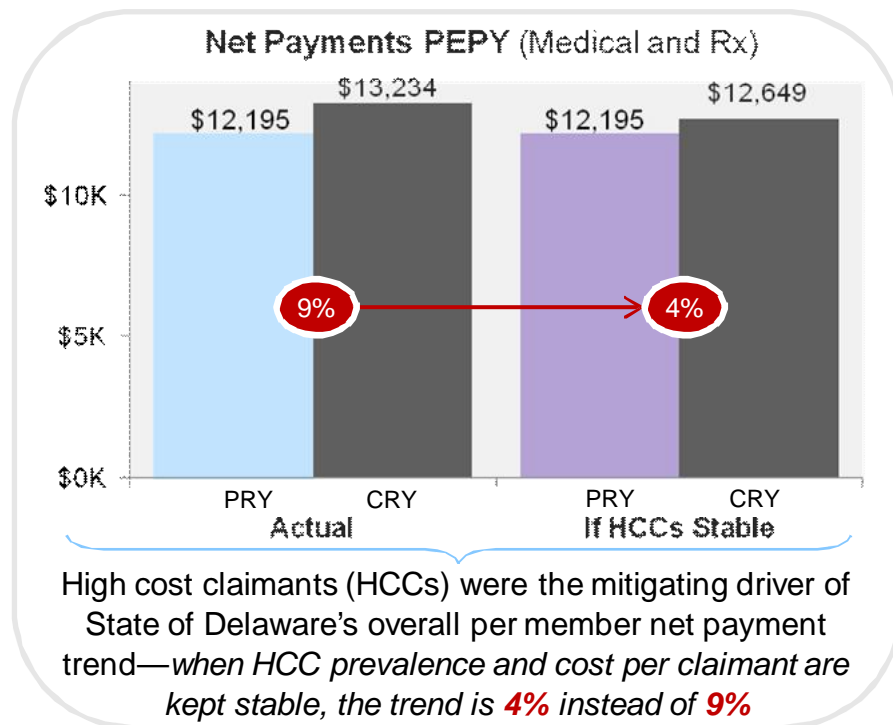 Net Payments PEPY (Medical and Rx)
$13,234
$12,649
$12,195
$12,195
$10K
9%
4%
$5K
$0K
PRY CRY PRY CRY
Actual If HCCs Stable
High cost claimants (HCCs) were the mitigating driver of
State of Delaware's overall per member net payment
trend—when HCC prevalence and cost per claimant are
kept stable, the trend is 4% instead of 9%